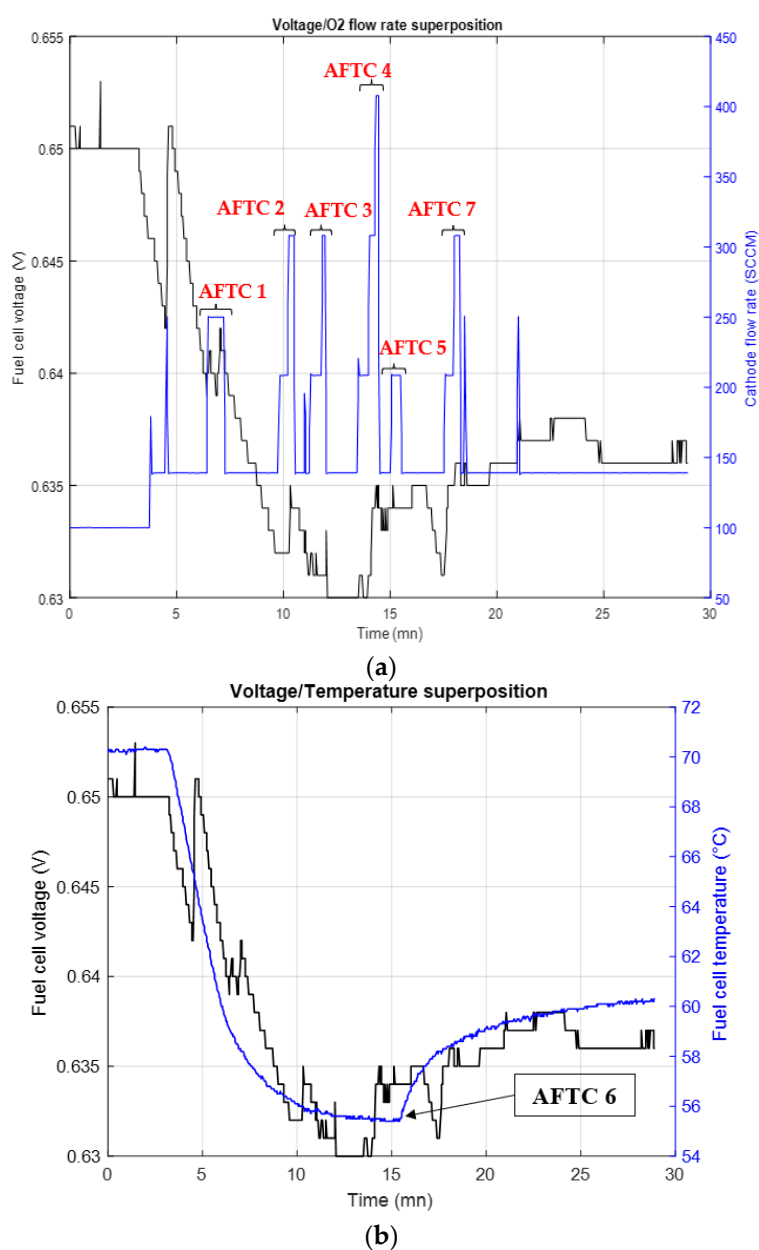 Voltage/O2 flow rate superposition
0.655
450
AFTC 4
400
0.65
350
AFTC 2
AFTC 3
AFTC 7
0.645
300
Fuel cell voltage (V)
Cathode flow rate (SCCM)
AFTC 1
250
AFTC 5
0.64
200
150
0.635
100
0.63
50
0 5 10 15 20 25 30
Time (mn)
(a)
Voltage/Temperature superposition
0.655
72
70
0.65
68
66
0.645
64
Fuel cell voltage (V)
Fuel cell temperature (°C)
0.64
62
60
0.635
58
AFTC 6
56
0.63
54
0 5 10 15 20 25 30
Time (mn)
(b)